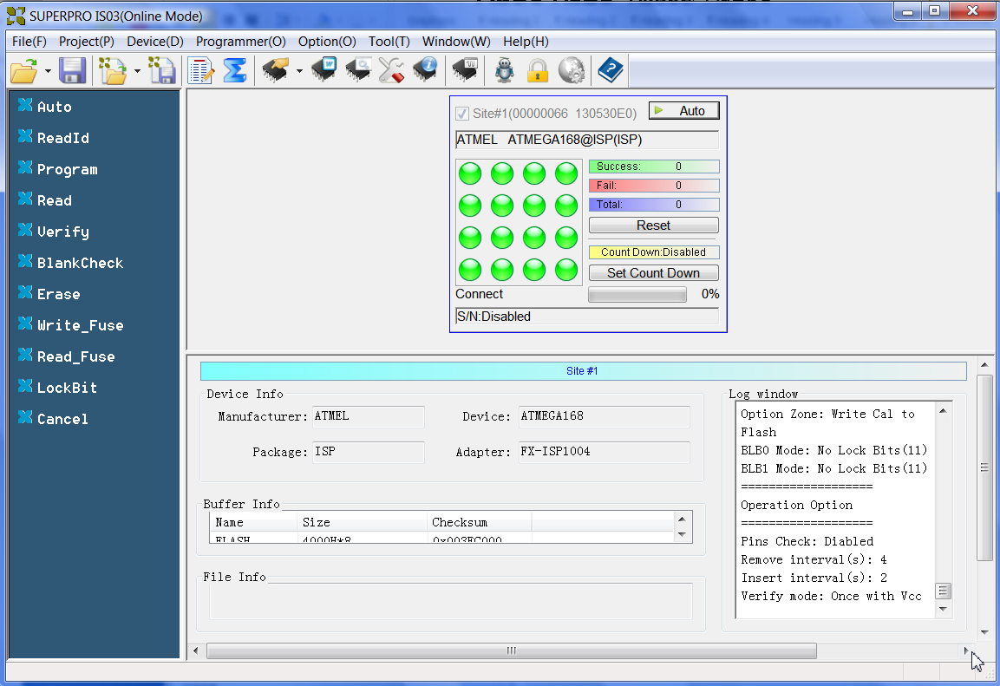 SUPERPRO IS03(Online Mode)
File(F) Project(P) Device(D) Programmer(O) Option(O) Tool(T) Window(W) Help(H)
Auto
ReadId
Program
Read
Verify
BlankCheck
Erase
Write_Fuse
Read_Fuse
LockBit
Cancel
Site#1(00000066 130530E0) Auto
ATMEL ATMEGA168@ISP(ISP)
Success: 0
Fail: 0
Total: 0
Reset
Count Down:Disabled
Set Count Down
Connect 0%
S/N:Disabled
Site #1
Device Info
Manufacturer: ATMEL Device: ATMEGA168
Package: ISP Adapter: FX-ISP1004
Buffer Info
Name Size Checksum
FLASH 4000H*8 0x003FC000
File Info
Log window
Option Zone: Write Cal to
Flash
BLB0 Mode: No Lock Bits(11)
BLB1 Mode: No Lock Bits(11)
===================
Operation Option
===================
Pins Check: Diabled
Remove interval(s): 4
Insert interval(s): 2
Verify mode: Once with Vcc